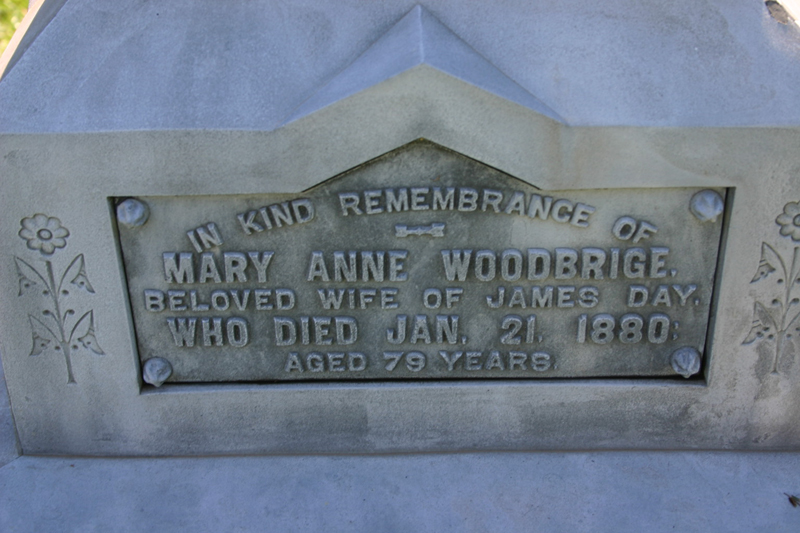 IN KIND REMEMBRANCE OF
MARY ANNE WOODBRIGE.
BELOVED WIFE OF JAMES DAY,
WHO DIED JAN. 21. 1880:
AGED 79 YEARS.